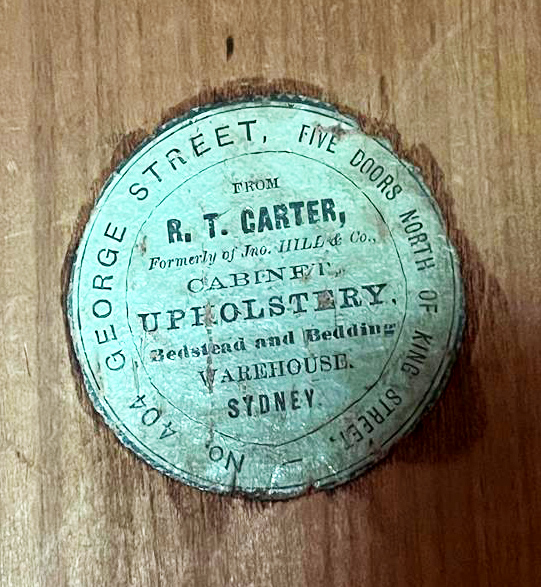 No. 404 GEORGE STREET, FIVE DOORS NORTH OF KING STREET,
FROM
R. T. CARTER,
Formerly of Jno. HILL & Co.,
CABINET,
UPHOLSTERY,
Bedstead and Bedding
WAREHOUSE.
SYDNEY.